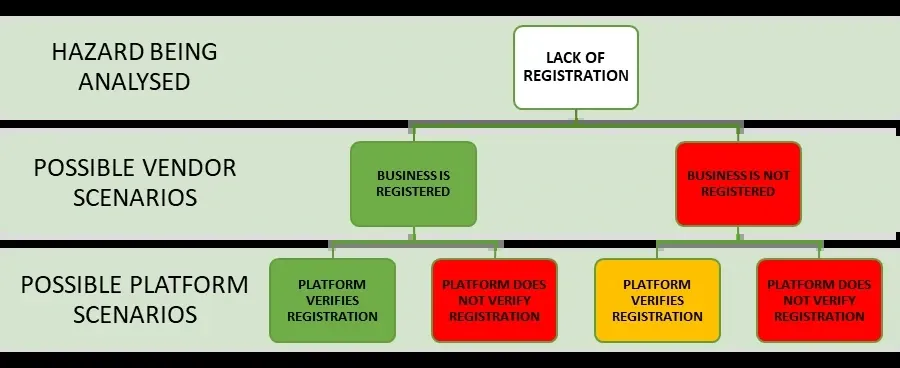 HAZARD BEING
ANALYSED
LACK OF
REGISTRATION
POSSIBLE VENDOR
SCENARIOS
BUSINESS IS
REGISTERED
BUSINESS IS NOT
REGISTERED
POSSIBLE PLATFORM
SCENARIOS
PLATFORM
VERIFIES
REGISTRATION
PLATFORM DOES
NOT VERIFY
REGISTRATION
PLATFORM
VERIFIES
REGISTRATION
PLATFORM DOES
NOT VERIFY
REGISTRATION